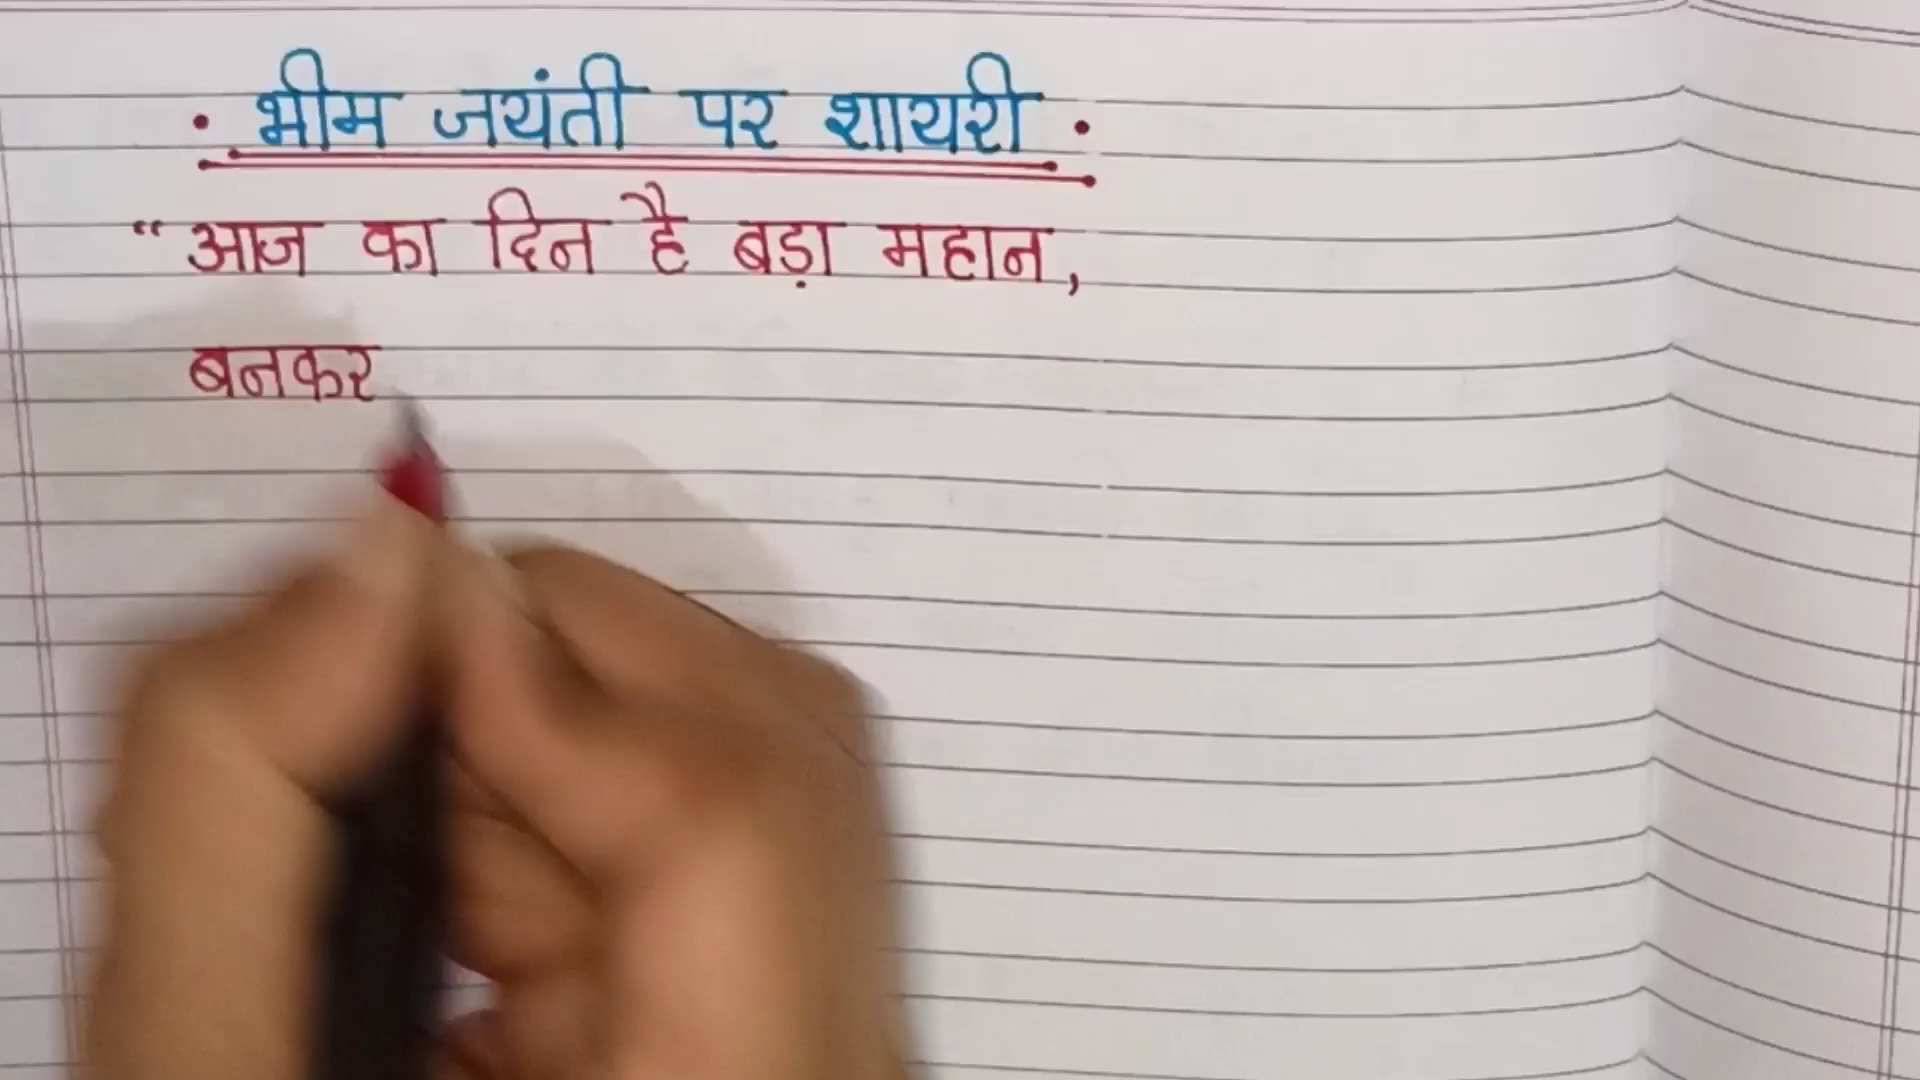 • भीम जयंती पर शायरी •
“ आज का दिन है बड़ा महान,
बनकर